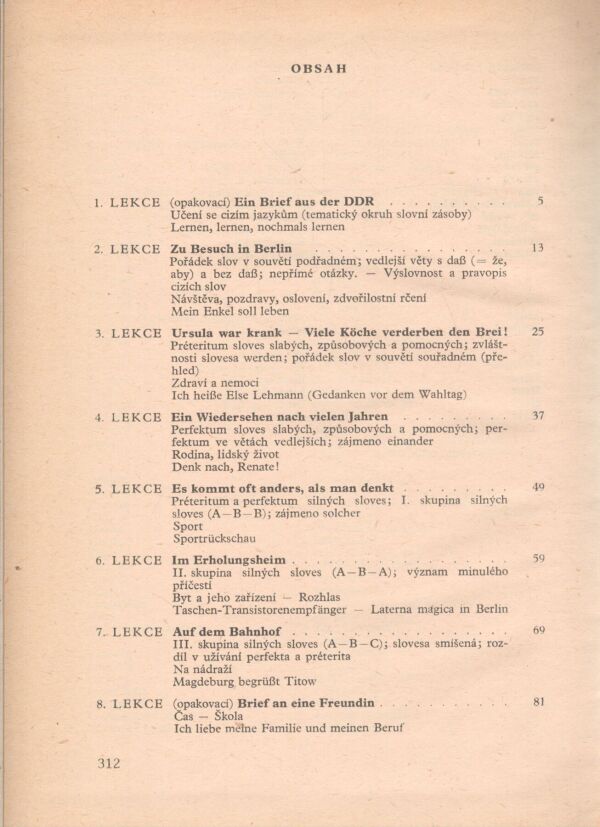 OBSAH
1. LEKCE (opakovací) Ein Brief aus der DDR . . . . . . . . . . 5
Učení se cizím jazykům (tematický okruh slovní zásoby)
Lernen, lernen, nochmals lernen
2. LEKCE Zu Besuch in Berlin . . . . . . . . . . . . . . . 13
Pořádek slov v souvětí podřadném; vedlejší věty s daß (= že,
aby) a bez daß; nepřímé otázky. — Výslovnost a pravopis
cizích slov
Návštěva, pozdravy, oslovení, zdvořilostní rčení
Mein Enkel soll leben
3. LEKCE Ursula war krank — Viele Köche verderben den Brei! 25
Préteritum sloves slabých, způsobových a pomocných; zvlášt-
nosti slovesa werden; pořádek slov v souvětí souřadném (pře-
hled)
Zdraví a nemoci
Ich heiße Else Lehmann (Gedanken vor dem Wahltag)
4. LEKCE Ein Wiedersehen nach vielen Jahren . . . . . . . . . 37
Perfektum sloves slabých, způsobových a pomocných; per-
fektum ve větách vedlejších; zájmeno einander
Rodina, lidský život
Denk nach, Renate!
5. LEKCE Es kommt oft anders, als man denkt . . . . . . . . . 49
Préteritum a perfektum silných sloves; I. skupina silných
sloves (A—B—B); zájmeno solcher
Sport
Sportrückschau
6. LEKCE Im Erholungsheim . . . . . . . . . . . . . . . . . 59
II. skupina silných sloves (A—B—A); význam minulého
příčestí
Byt a jeho zařízení — Rozhlas
Taschen-Transistorenempfänger — Laterna magica in Berlin
7. LEKCE Auf dem Bahnhof . . . . . . . . . . . . . . . . . 69
III. skupina silných sloves (A—B—C); slovesa smíšená; roz-
díl v užívání perfekta a préterita
Na nádraží
Magdeburg begrüßt Titow
8. LEKCE (opakovací) Brief an eine Freundin . . . . . . . . . . . 81
Čas — Škola
Ich liebe meine Familie und meinen Beruf
312